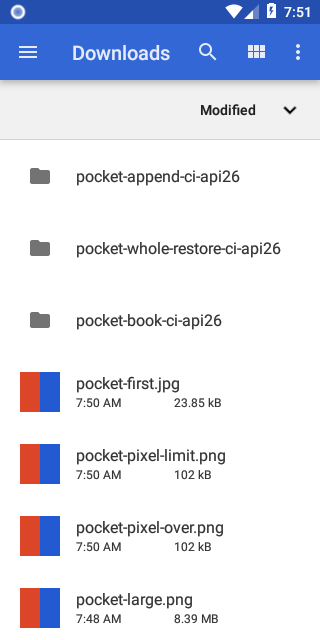 7:51
Downloads
Modified
pocket-append-ci-api26
pocket-whole-restore-ci-api26
pocket-book-ci-api26
pocket-first.jpg
7:50 AM 23.85 kB
pocket-pixel-limit.png
7:50 AM 102 kB
pocket-pixel-over.png
7:50 AM 102 kB
pocket-large.png
7:48 AM 8.39 MB